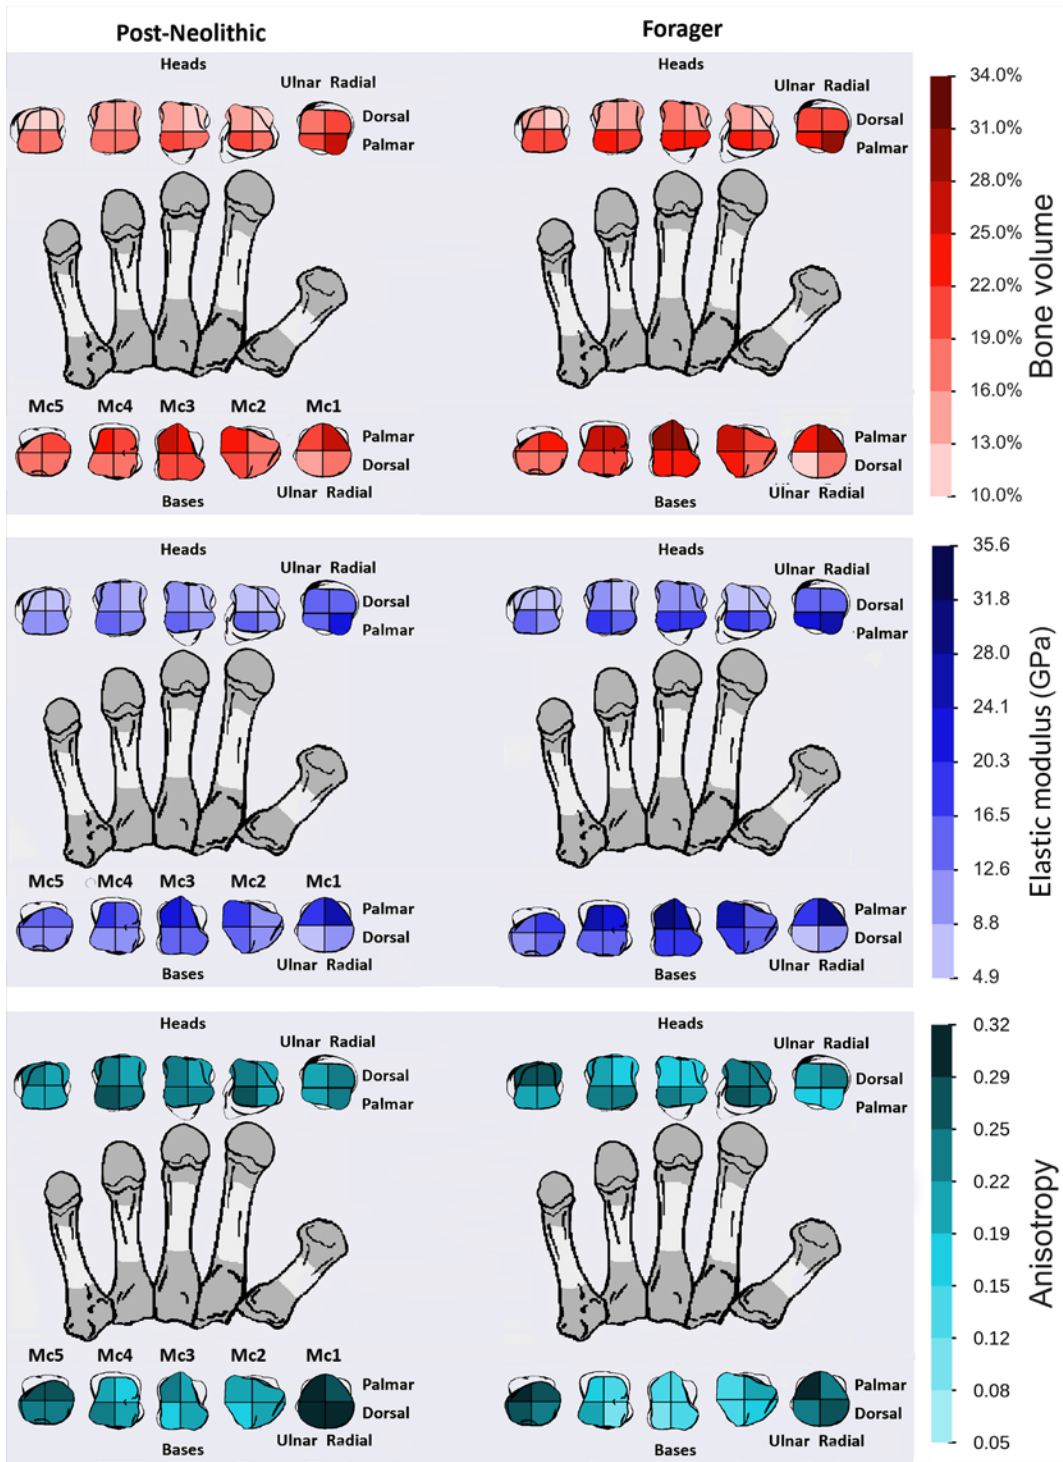 Post-Neolithic Forager
Heads Heads
Ulnar Radial Ulnar Radial
Dorsal Dorsal
Palmar Palmar
34.0%
31.0%
28.0%
25.0%
22.0%
19.0%
16.0%
13.0%
10.0%
Bone volume
Mc5 Mc4 Mc3 Mc2 Mc1
Palmar Palmar
Dorsal Dorsal
Ulnar Radial Ulnar Radial
Bases Bases
Heads Heads
Ulnar Radial Ulnar Radial
Dorsal Dorsal
Palmar Palmar
35.6
31.8
28.0
24.1
20.3
16.5
12.6
8.8
4.9
Elastic modulus (GPa)
Mc5 Mc4 Mc3 Mc2 Mc1
Palmar Palmar
Dorsal Dorsal
Ulnar Radial Ulnar Radial
Bases Bases
Heads Heads
Ulnar Radial Ulnar Radial
Dorsal Dorsal
Palmar Palmar
0.32
0.29
0.25
0.22
0.19
0.15
0.12
0.08
0.05
Anisotropy
Mc5 Mc4 Mc3 Mc2 Mc1
Palmar Palmar
Dorsal Dorsal
Ulnar Radial Ulnar Radial
Bases Bases